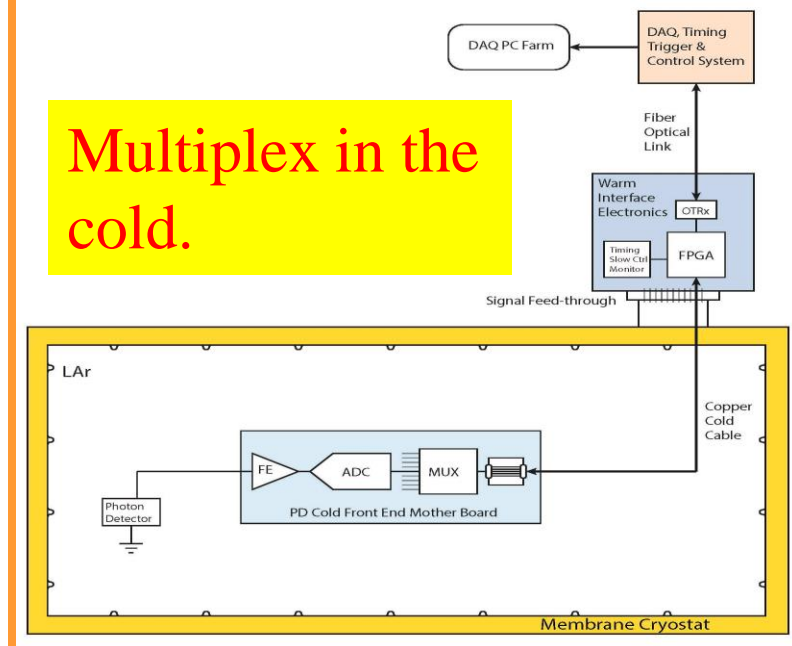 DAQ PC Farm
DAQ, Timing
Trigger &
Control System
Multiplex in the
cold.
Fiber
Optical
Link
Warm
Interface
Electronics
OTRx
Timing
Slow Ctrl
Monitor
FPGA
Signal Feed-through
LAr
Copper
Cold
Cable
FE
ADC
MUX
Photon
Detector
PD Cold Front End Mother Board
Membrane Cryostat